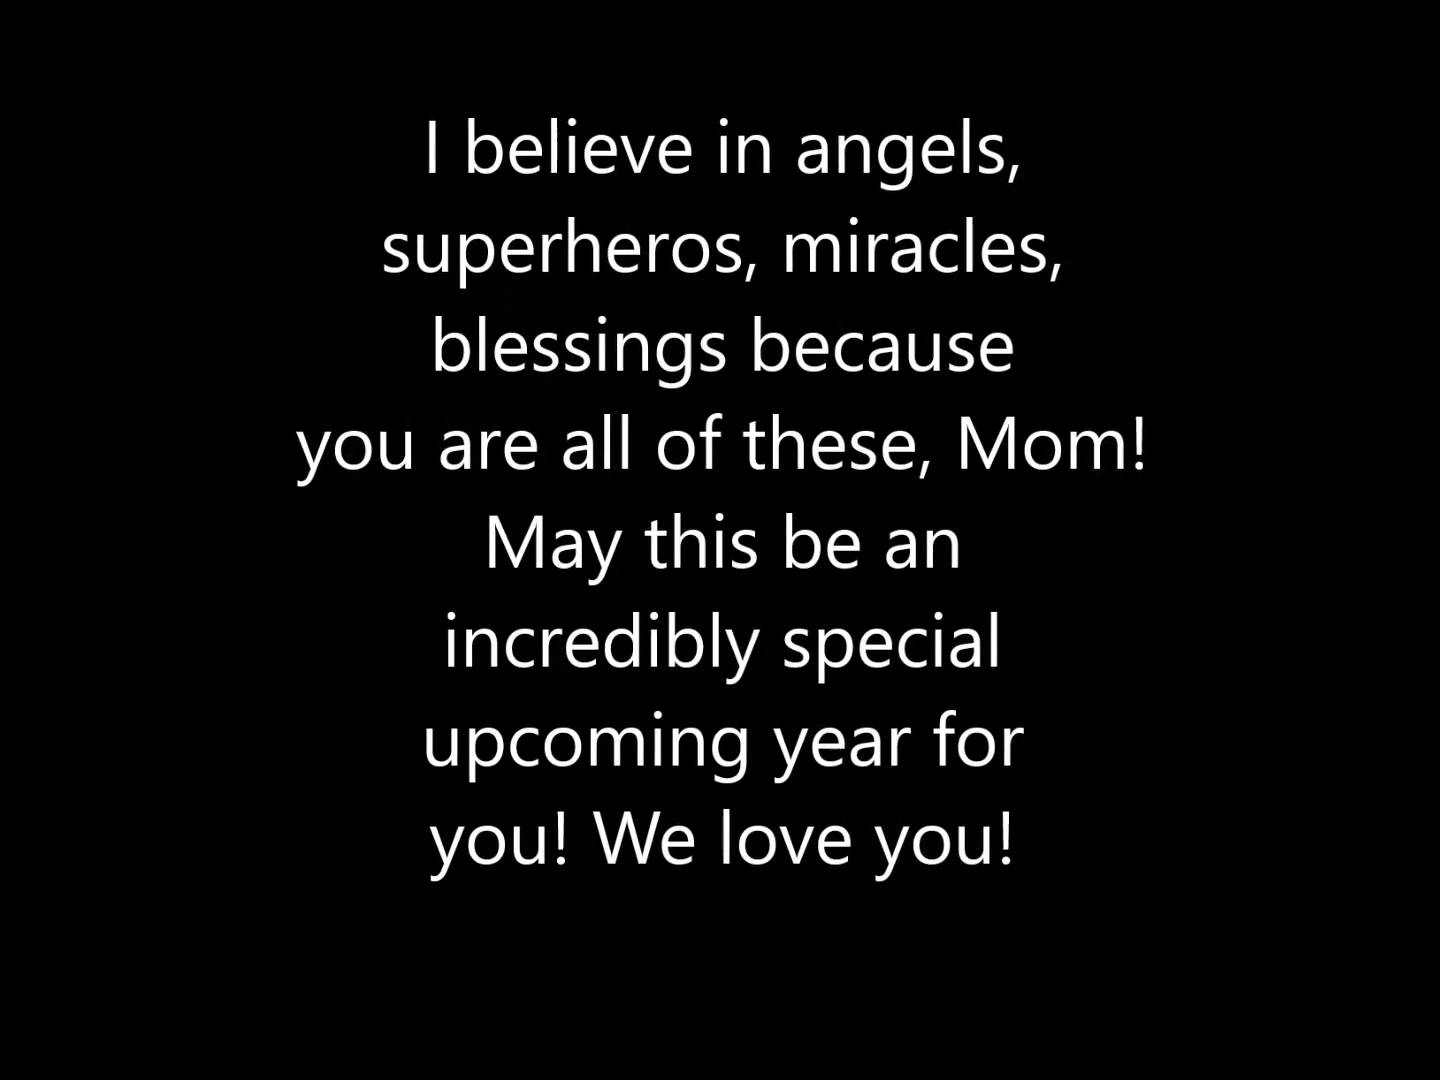 I believe in angels,
superheros, miracles,
blessings because
you are all of these, Mom!
May this be an
incredibly special
upcoming year for
you! We love you!